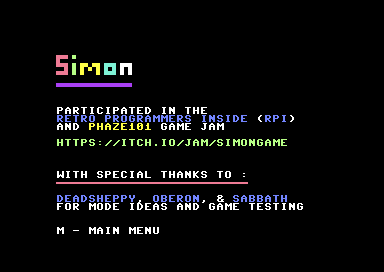 Simon
PARTICIPATED IN THE
RETRO PROGRAMMERS INSIDE (RPI)
AND PHAZE101 GAME JAM
HTTPS://ITCH.IO/JAM/SIMONGAME
WITH SPECIAL THANKS TO :
DEADSHEPPY, OBERON, & SABBATH
FOR MODE IDEAS AND GAME TESTING
M - MAIN MENU